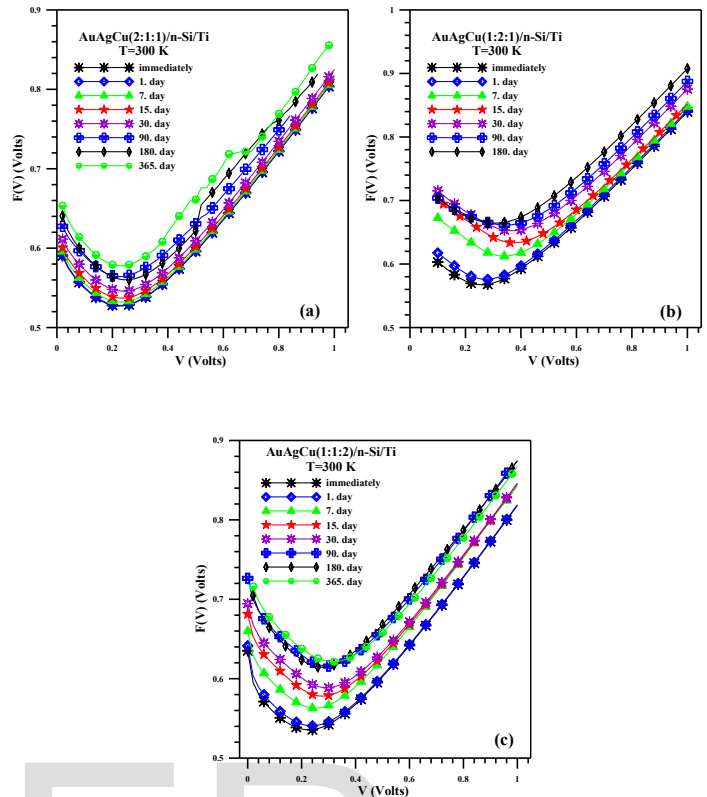 0.9
AuAgCu(2:1:1)/n-Si/Ti
T=300 K
immediately
1. day
7. day
15. day
30. day
90. day
180. day
365. day
0.8
0.7
0.6
0.5
F(V) (Volts)
(a)
0 0.2 0.4 0.6 0.8 1
V (Volts)
1
AuAgCu(1:2:1)/n-Si/Ti
T=300 K
immediately
1. day
7. day
15. day
30. day
90. day
180. day
0.9
0.8
0.7
0.6
0.5
F(V) (Volts)
(b)
0 0.2 0.4 0.6 0.8 1
V (Volts)
0.9
AuAgCu(1:1:2)/n-Si/Ti
T=300 K
immediately
1. day
7. day
15. day
30. day
90. day
180. day
365. day
0.8
0.7
0.6
0.5
F(V) (Volts)
(c)
0 0.2 0.4 0.6 0.8 1
V (Volts)